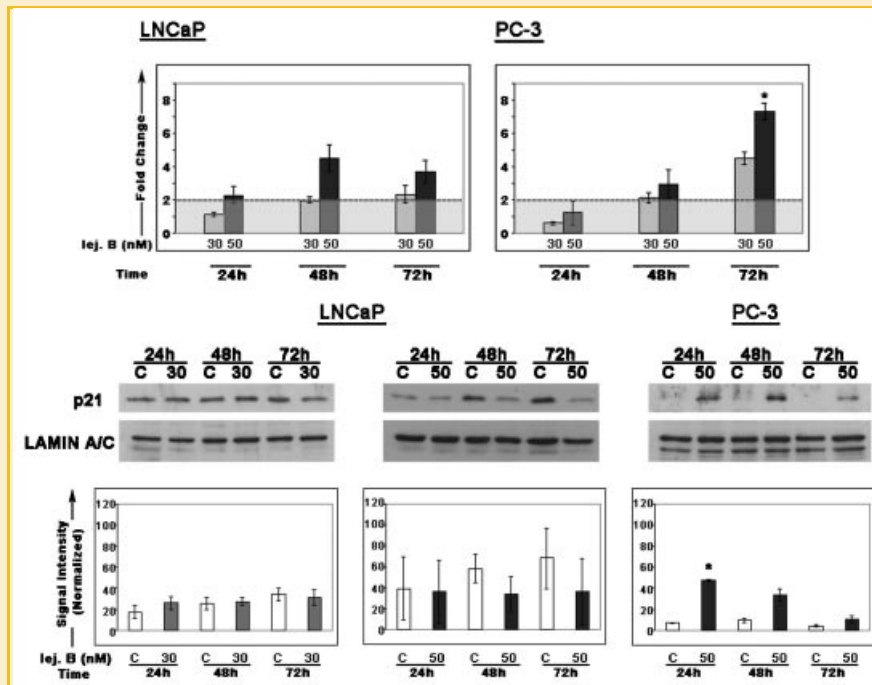 LNCaP PC-3
Fold Change
8 8
6 6
4 4
2 2
0 0
Iej. B (nM) 30 50 30 50 30 50 30 50 30 50 30 50
*
Time 24h 48h 72h 24h 48h 72h
LNCaP PC-3
24h 48h 72h 24h 48h 72h 24h 48h 72h
C 30 C 30 C 30 C 50 C 50 C 50 C 50 C 50 C 50
p21
LAMIN A/C
Signal Intensity
(Normalized)
120 120 120
100 100 100
80 80 80
60 60 60
40 40 40
20 20 20
0 0 0
*
Iej. B (nM) C 30 C 30 C 30 C 50 C 50 C 50 C 50 C 50 C 50
Time 24h 48h 72h 24h 48h 72h 24h 48h 72h